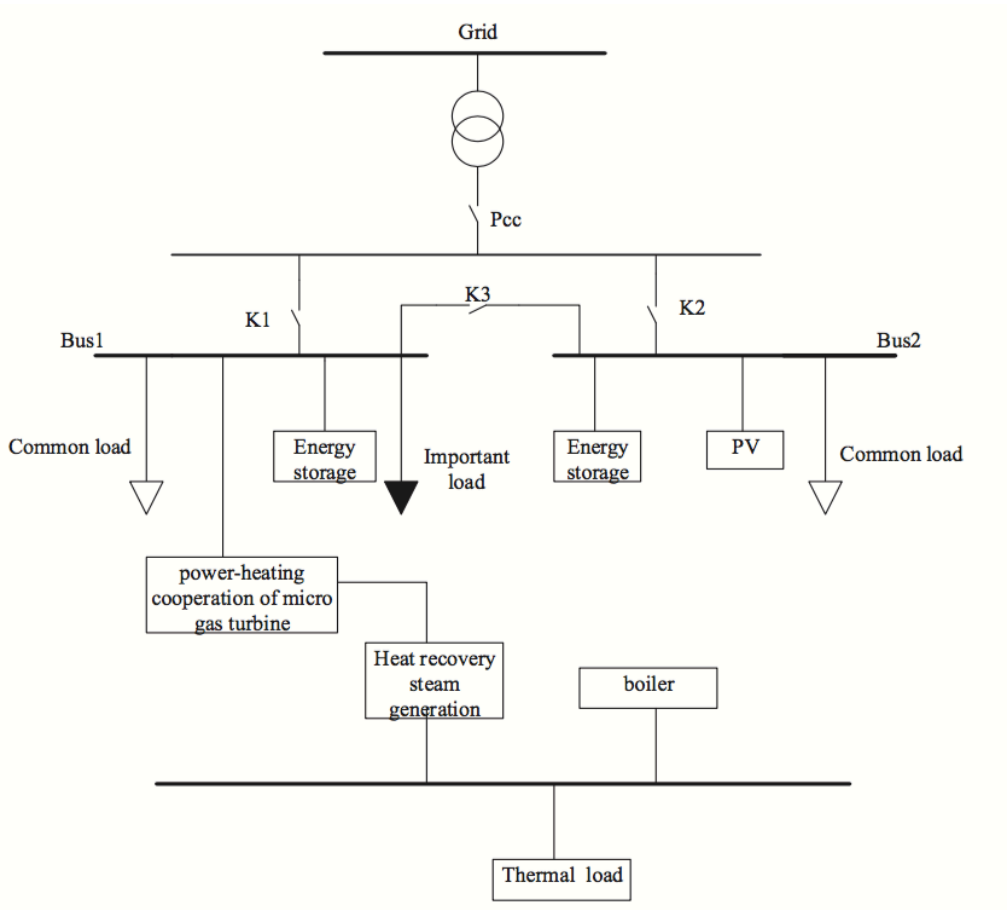 Grid
Pcc
K1
K3
K2
Bus1
Bus2
Common load
Energy
storage
Important
load
Energy
storage
PV
Common load
power-heating
cooperation of micro
gas turbine
Heat recovery
steam
generation
boiler
Thermal load